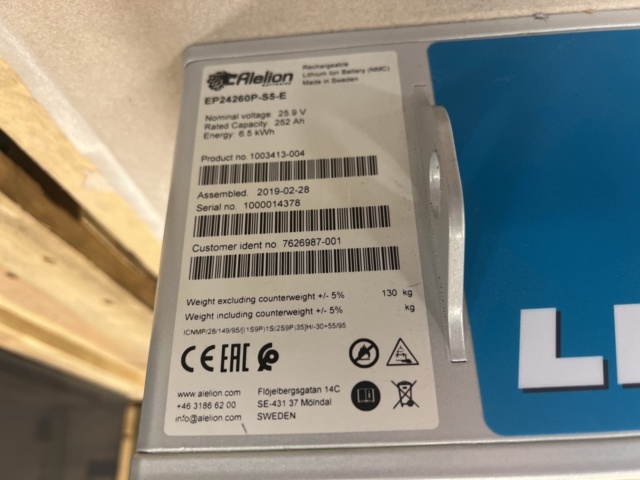 Alelion
Rechargeable
Lithium Ion Battery (NMC)
Made in Sweden
EP24260P-S5-E
Nominal voltage: 25.9 V
Rated Capacity: 252 Ah
Energy: 6.5 kWh
Product no. 1003413-004
Assembled. 2019-02-28
Serial no. 1000014378
Customer ident no 7626987-001
Weight excluding counterweight +/- 5% 130 kg
Weight including counterweight +/- 5% kg
CE EAC
www.alelion.com
+46 3186 62 00
info@alelion.com
Flöjelbergsgatan 14C
SE-431 37 Mölndal
SWEDEN